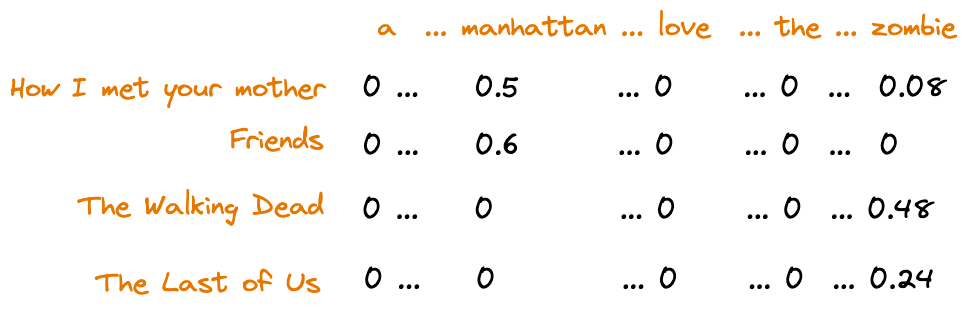 a ... manhattan ... love ... the ... zombie
How I met your mother 0 ... 0.5 ... 0 ... 0 ... 0.08
Friends 0 ... 0.6 ... 0 ... 0 ... 0
The Walking Dead 0 ... 0 ... 0 ... 0 ... 0.48
The Last of Us 0 ... 0 ... 0 ... 0 ... 0.24